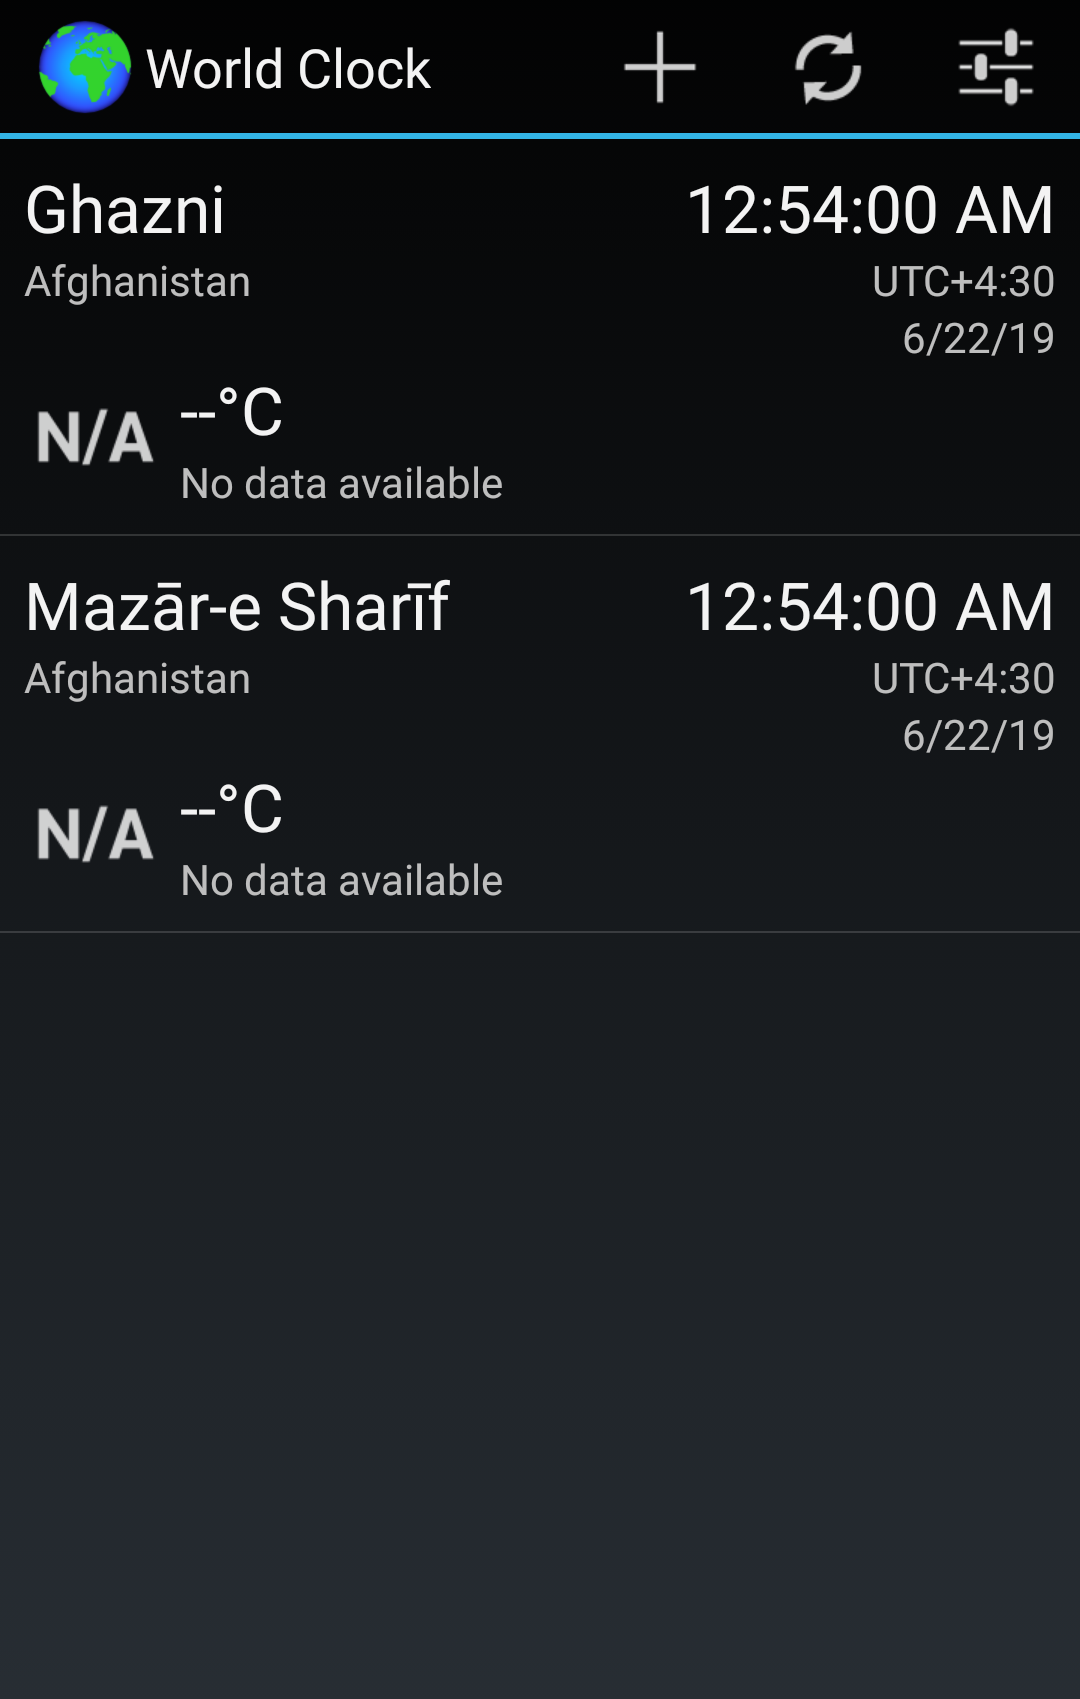 World Clock
Ghazni 12:54:00 AM
Afghanistan UTC+4:30
6/22/19
N/A --°C
No data available
Mazār-e Sharīf 12:54:00 AM
Afghanistan UTC+4:30
6/22/19
N/A --°C
No data available